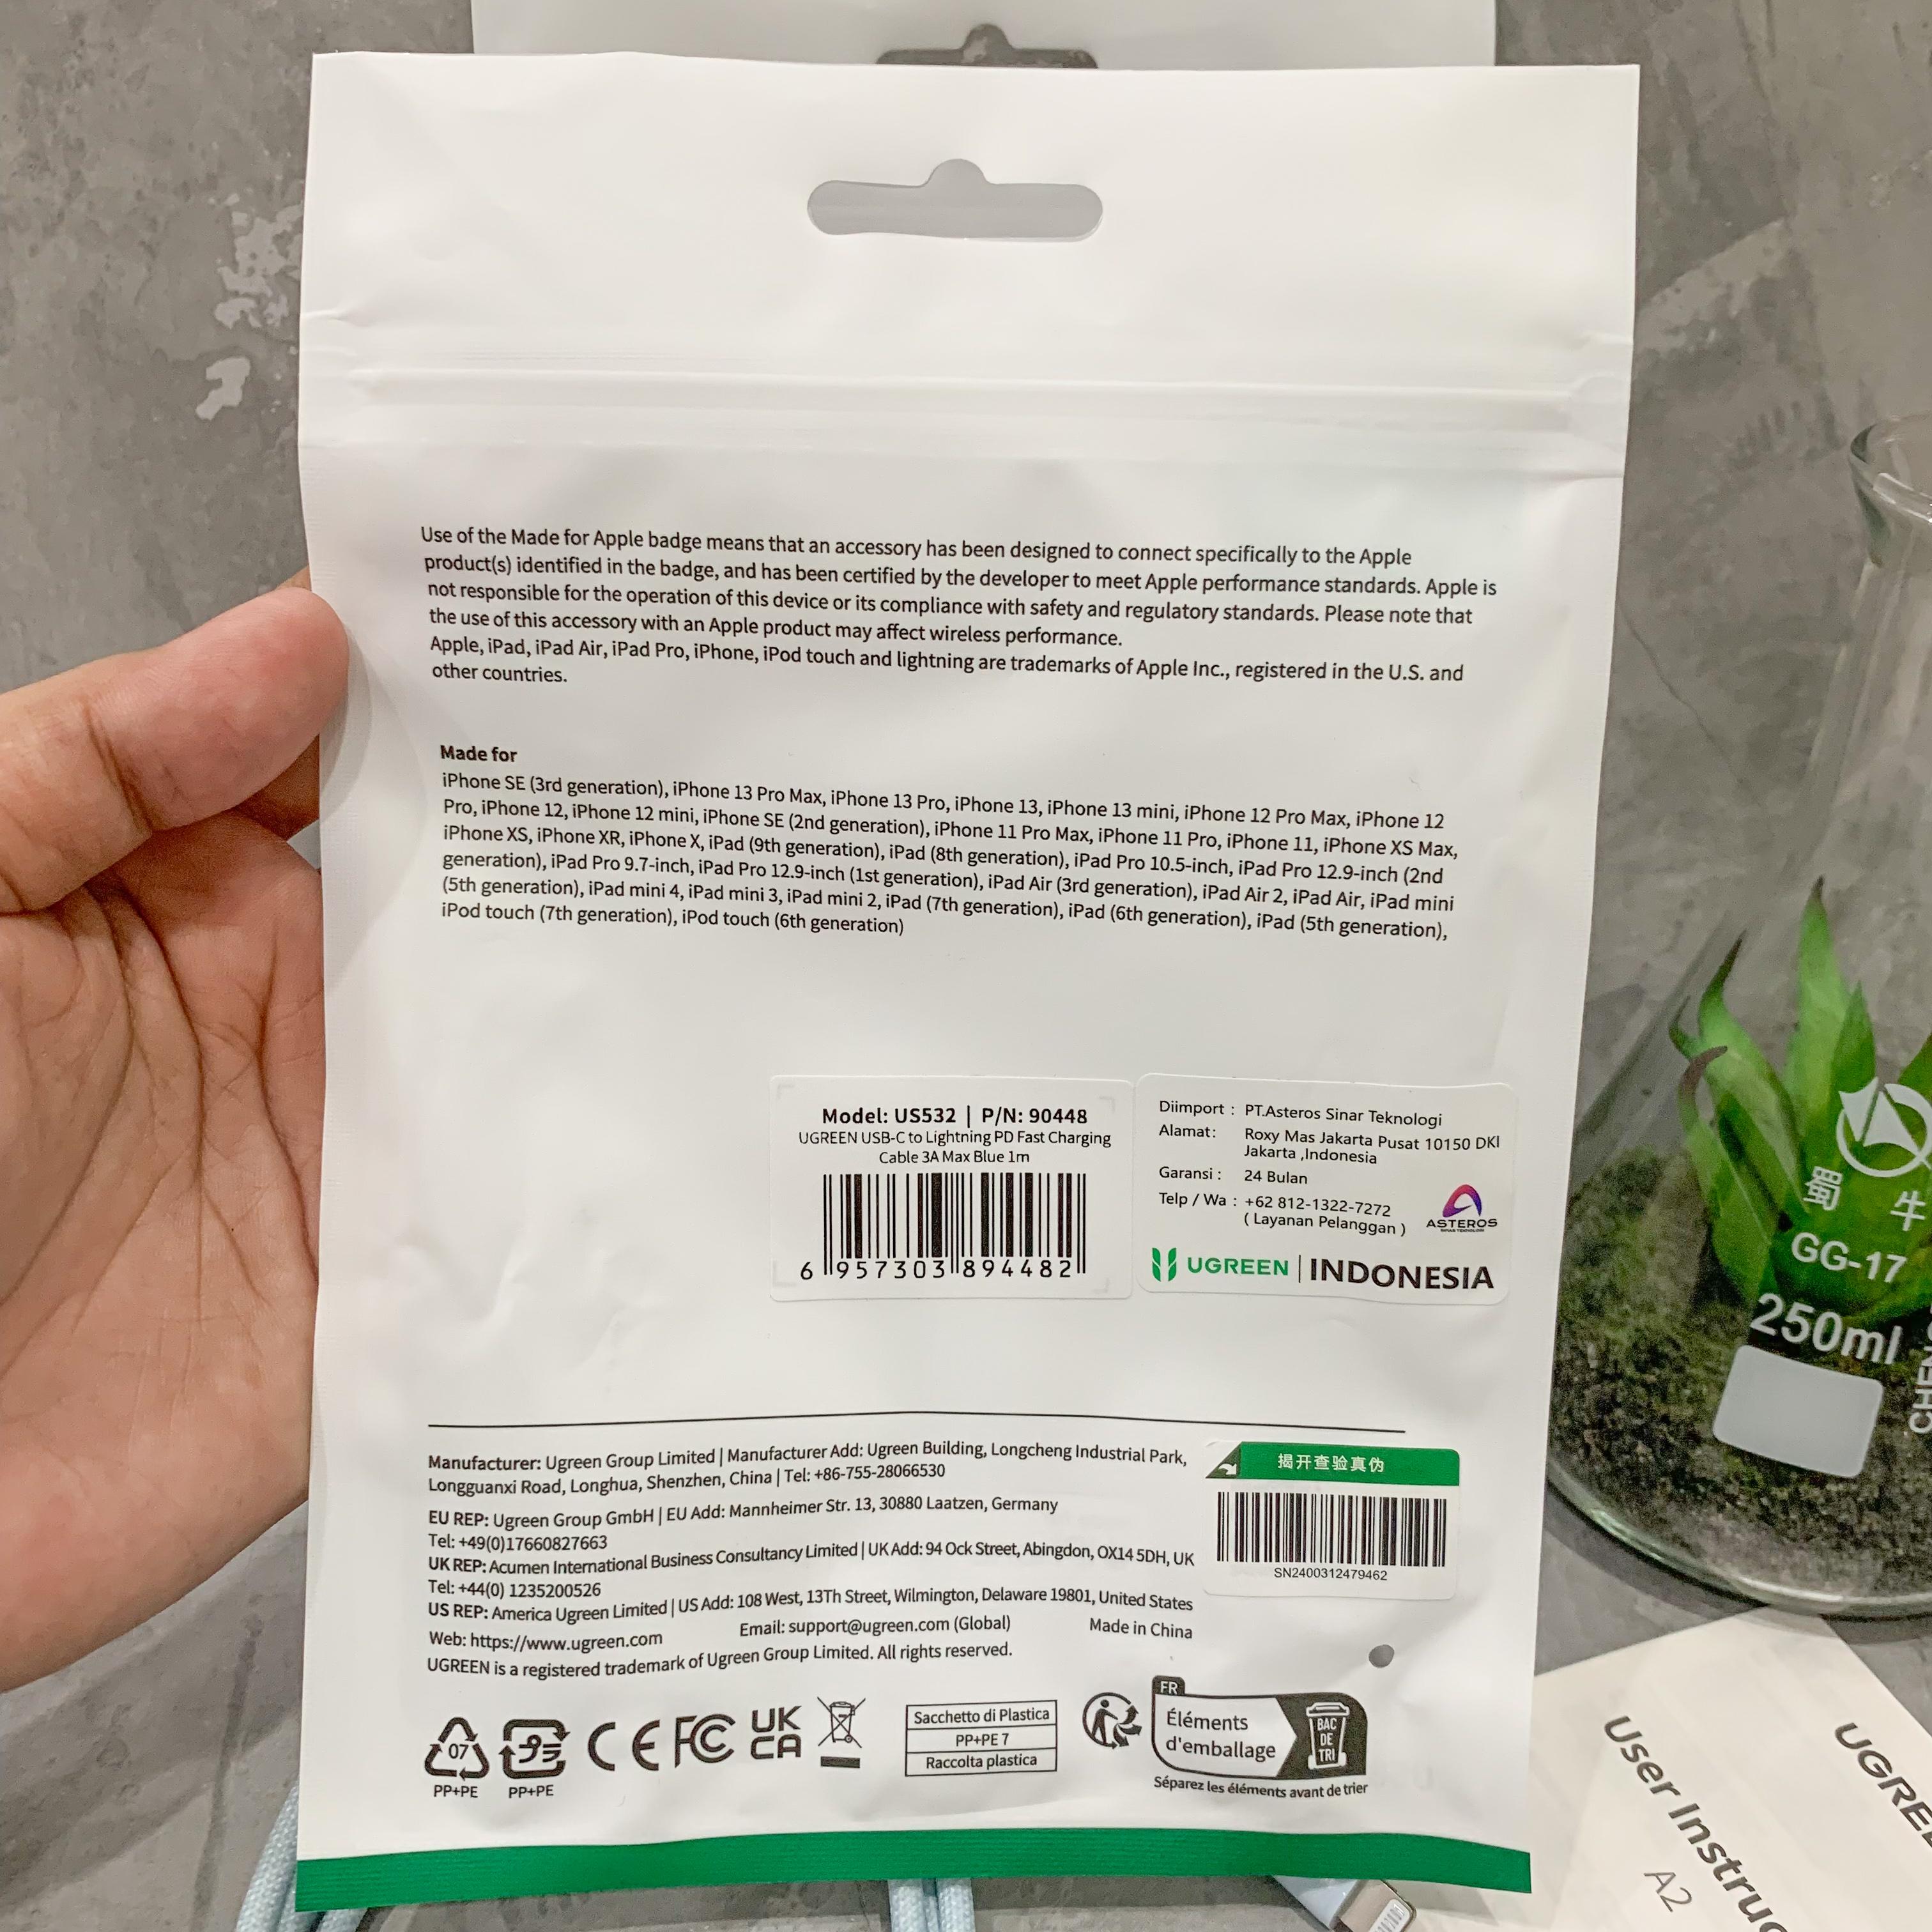 Use of the Made for Apple badge means that an accessory has been designed to connect specifically to the Apple
product(s) identified in the badge, and has been certified by the developer to meet Apple performance standards. Apple is
not responsible for the operation of this device or its compliance with safety and regulatory standards. Please note that
the use of this accessory with an Apple product may affect wireless performance.
Apple, iPad, iPad Air, iPad Pro, iPhone, iPod touch and lightning are trademarks of Apple Inc., registered in the U.S. and
other countries.
Made for
iPhone SE (3rd generation), iPhone 13 Pro Max, iPhone 13 Pro, iPhone 13, iPhone 13 mini, iPhone 12 Pro Max, iPhone 12
Pro, iPhone 12, iPhone 12 mini, iPhone SE (2nd generation), iPhone 11 Pro Max, iPhone 11 Pro, iPhone 11, iPhone XS Max,
iPhone XS, iPhone XR, iPhone X, iPad (9th generation), iPad (8th generation), iPad Pro 10.5-inch, iPad Pro 12.9-inch (2nd
generation), iPad Pro 9.7-inch, iPad Pro 12.9-inch (1st generation), iPad Air (3rd generation), iPad Air 2, iPad Air, iPad mini
(5th generation), iPad mini 4, iPad mini 3, iPad mini 2, iPad (7th generation), iPad (6th generation), iPad (5th generation),
iPod touch (7th generation), iPod touch (6th generation)
Model: US532 | P/N: 90448
UGREEN USB-C to Lightning PD Fast Charging
Cable 3A Max Blue 1m
6 957303 894482
Diimport : PT.Asteros Sinar Teknologi
Alamat : Roxy Mas Jakarta Pusat 10150 DKI
Jakarta ,Indonesia
Garansi : 24 Bulan
Telp / Wa : +62 812-1322-7272
( Layanan Pelanggan )
ASTEROS
UGREEN | INDONESIA
Manufacturer: Ugreen Group Limited | Manufacturer Add: Ugreen Building, Longcheng Industrial Park,
Longguanxi Road, Longhua, Shenzhen, China | Tel: +86-755-28066530
EU REP: Ugreen Group GmbH | EU Add: Mannheimer Str. 13, 30880 Laatzen, Germany
Tel: +49(0)17660827663
UK REP: Acumen International Business Consultancy Limited | UK Add: 94 Ock Street, Abingdon, OX14 5DH, UK
Tel: +44(0) 1235200526
US REP: America Ugreen Limited | US Add: 108 West, 13Th Street, Wilmington, Delaware 19801, United States
Web: https://www.ugreen.com Email: support@ugreen.com (Global) Made in China
UGREEN is a registered trademark of Ugreen Group Limited. All rights reserved.
揭开查验真伪
SN2400312479462
07
PP+PE
プラ
PP+PE
CE
FC
UK
CA
Sacchetto di Plastica
PP+PE 7
Raccolta plastica
FR
Éléments
d'emballage
BAC
DE
TRI
Séparez les éléments avant de trier
蜀 牛
GG-17
250ml
User Instruc
A2
UGREE